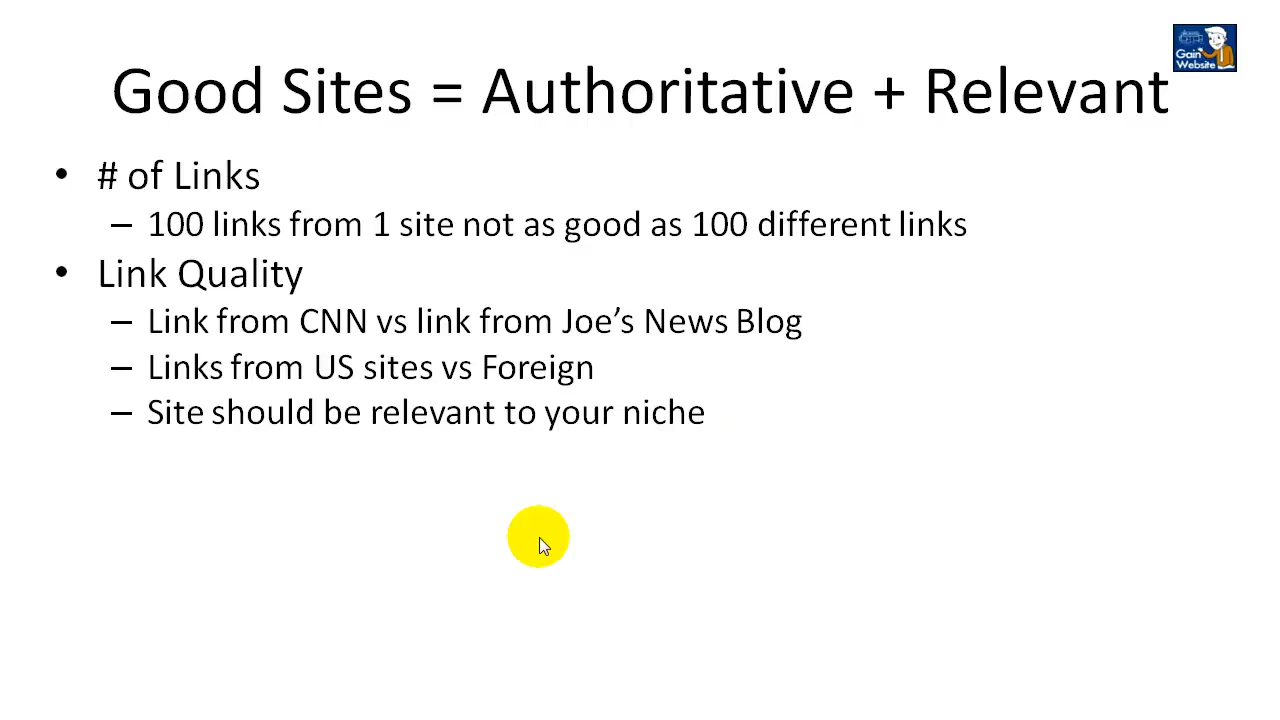 Gain
Website
Good Sites = Authoritative + Relevant
• # of Links
– 100 links from 1 site not as good as 100 different links
• Link Quality
– Link from CNN vs link from Joe’s News Blog
– Links from US sites vs Foreign
– Site should be relevant to your niche